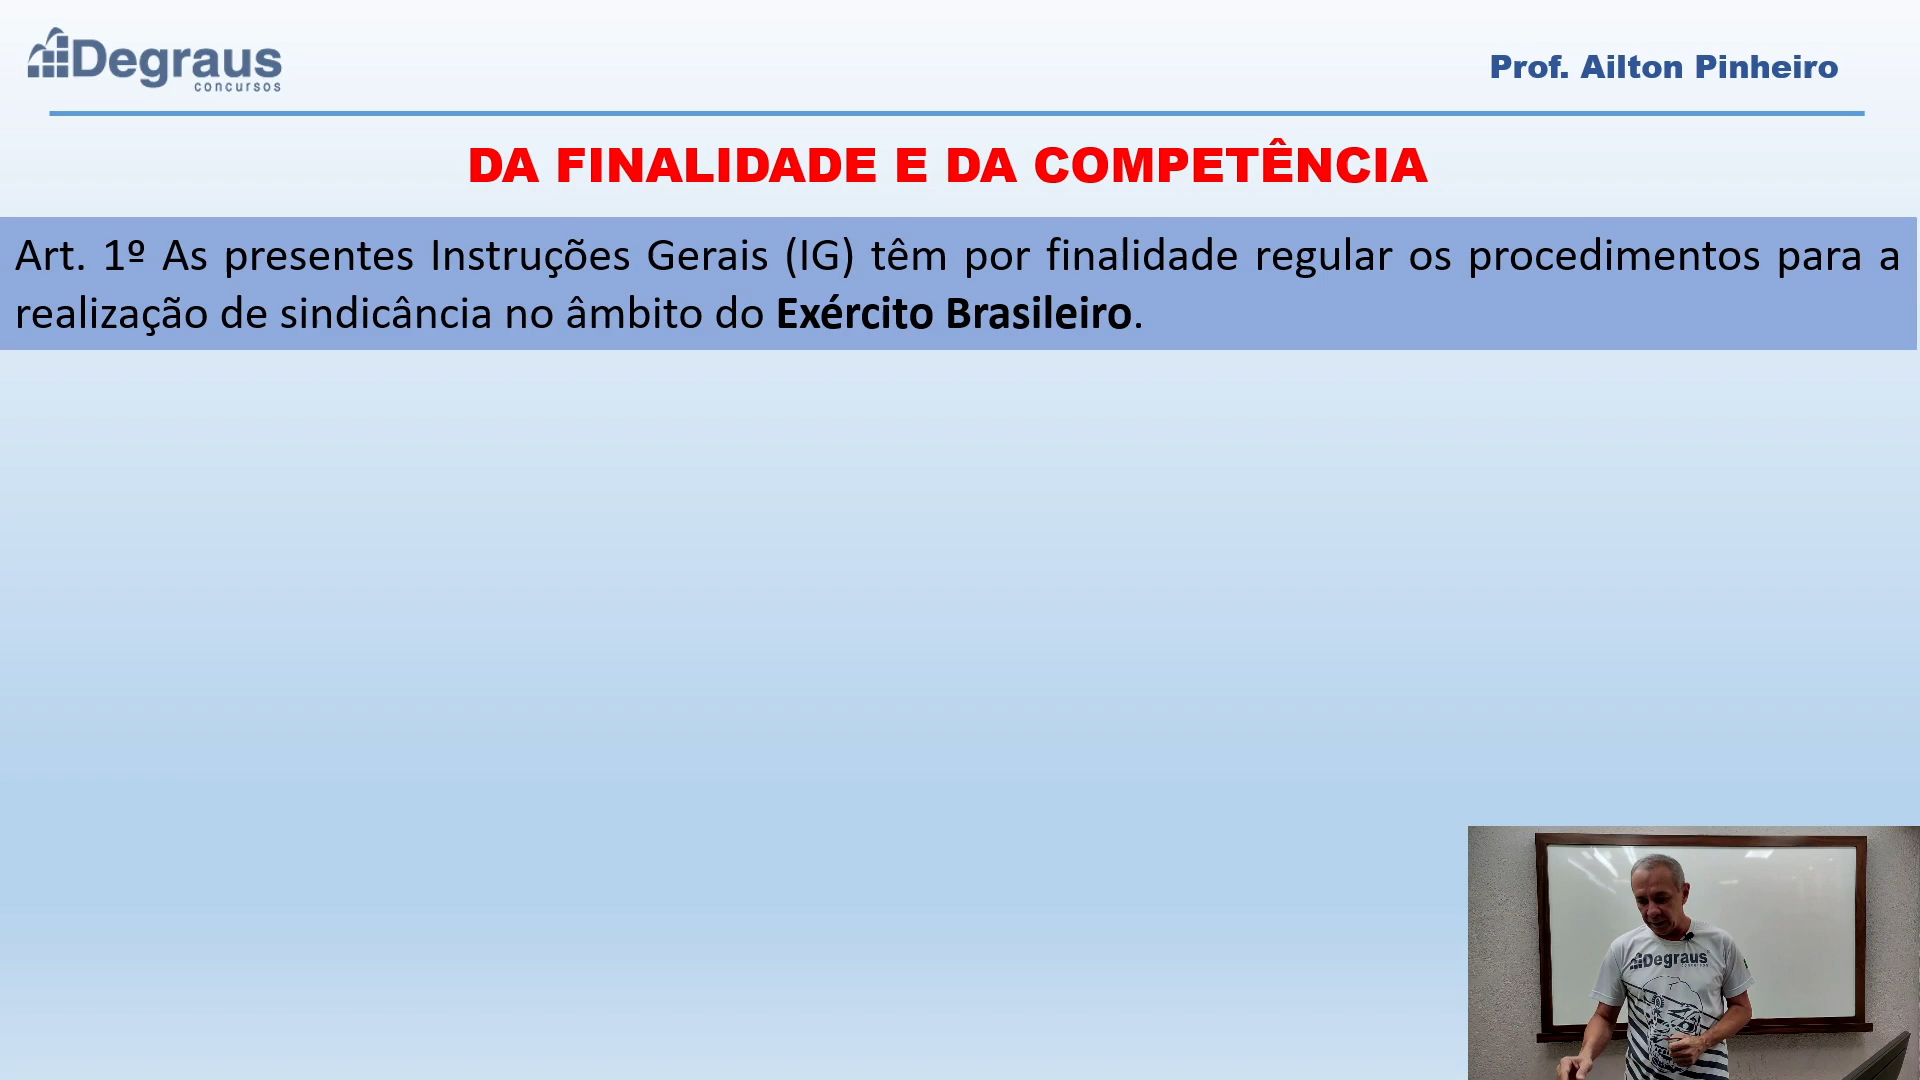 Degraus
concursos
Prof. Ailton Pinheiro
DA FINALIDADE E DA COMPETÊNCIA
Art. 1º As presentes Instruções Gerais (IG) têm por finalidade regular os procedimentos para a
realização de sindicância no âmbito do Exército Brasileiro.
Degraus
concursos